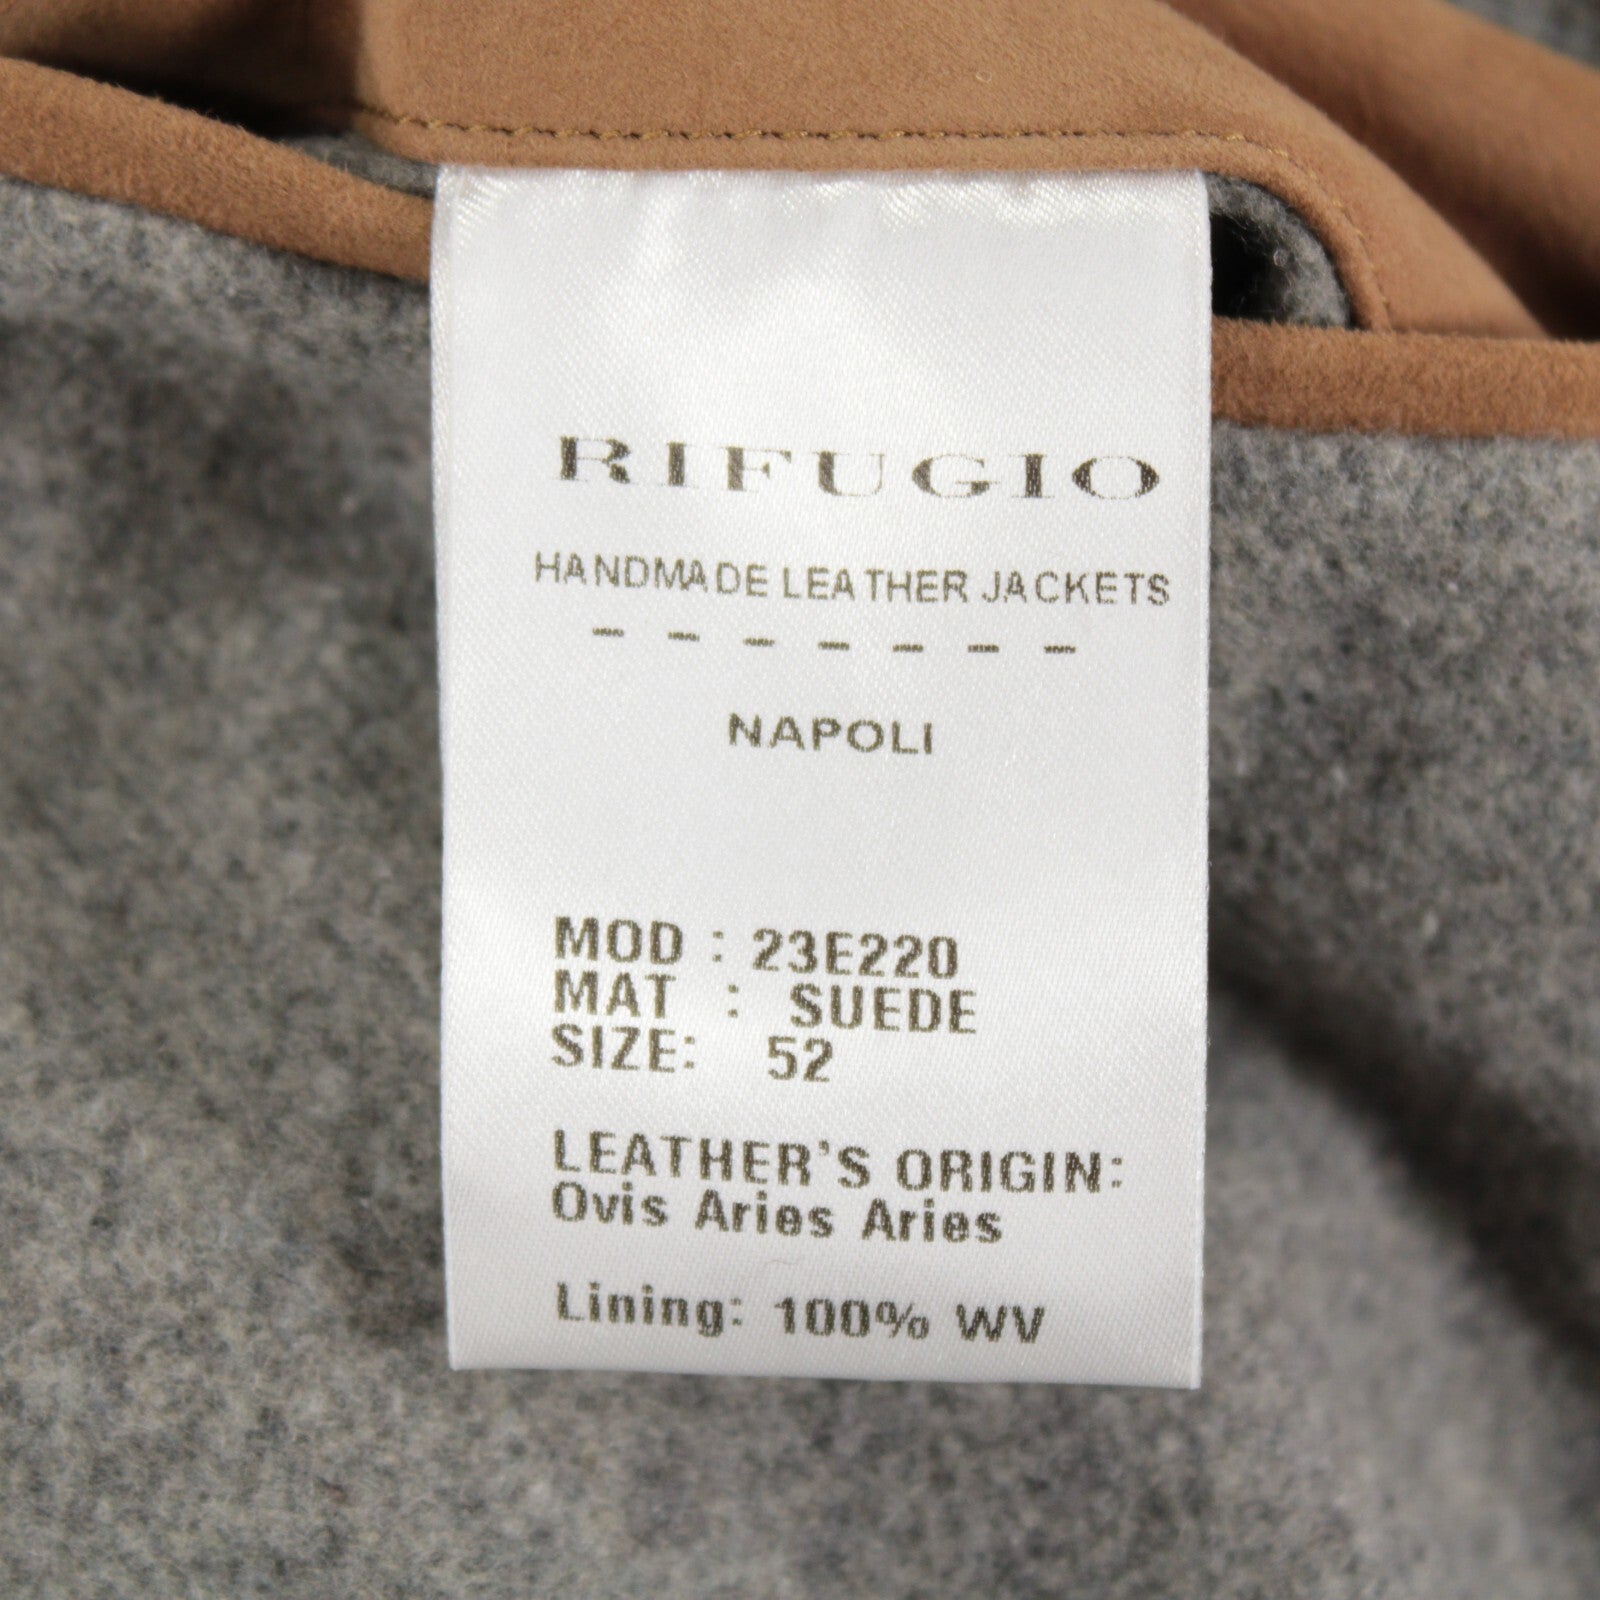 RIFUGIO
HANDMADE LEATHER JACKETS
- - - - - - -
NAPOLI
MOD : 23E220
MAT : SUEDE
SIZE: 52
LEATHER'S ORIGIN:
Ovis Aries Aries
Lining: 100% WV